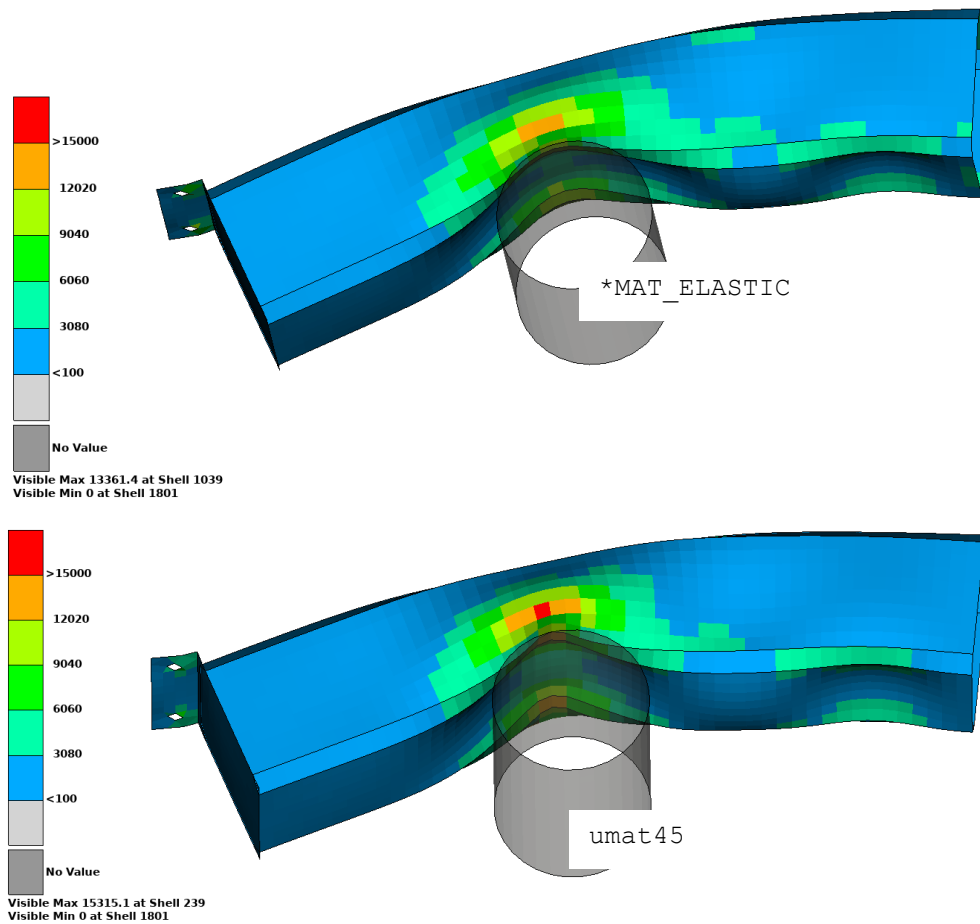 >15000
12020
9040
6060
3080
<100
No Value
Visible Max 13361.4 at Shell 1039
Visible Min 0 at Shell 1801
*MAT_ELASTIC
>15000
12020
9040
6060
3080
<100
No Value
Visible Max 15315.1 at Shell 239
Visible Min 0 at Shell 1801
umat45